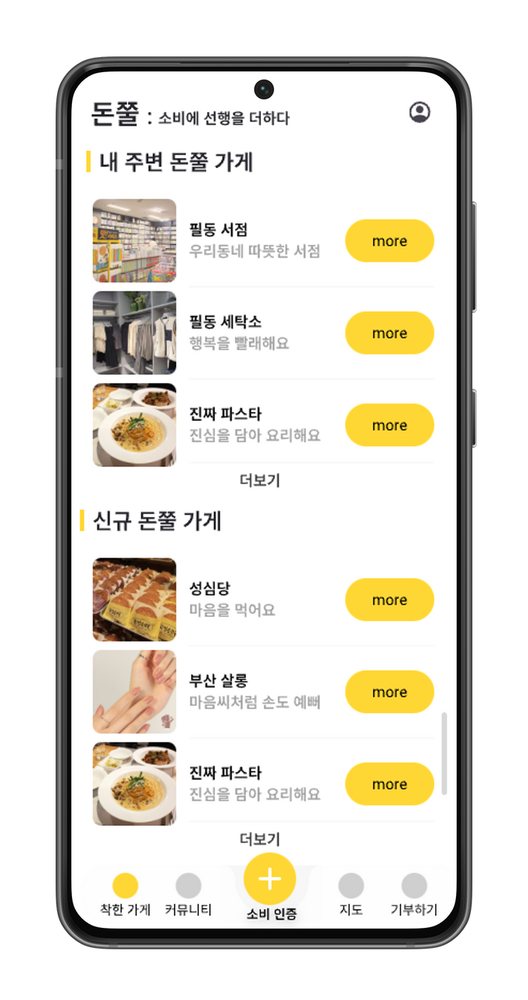 돈쭐 : 소비에 선행을 더하다
내 주변 돈쭐 가게
필동 서점
우리동네 따뜻한 서점
more
필동 세탁소
행복을 빨래해요
more
진짜 파스타
진심을 담아 요리해요
more
더보기
신규 돈쭐 가게
성심당
마음을 먹어요
more
부산 살롱
마음씨처럼 손도 예뻐
more
진짜 파스타
진심을 담아 요리해요
more
더보기
착한 가게
커뮤니티
소비 인증
지도
기부하기